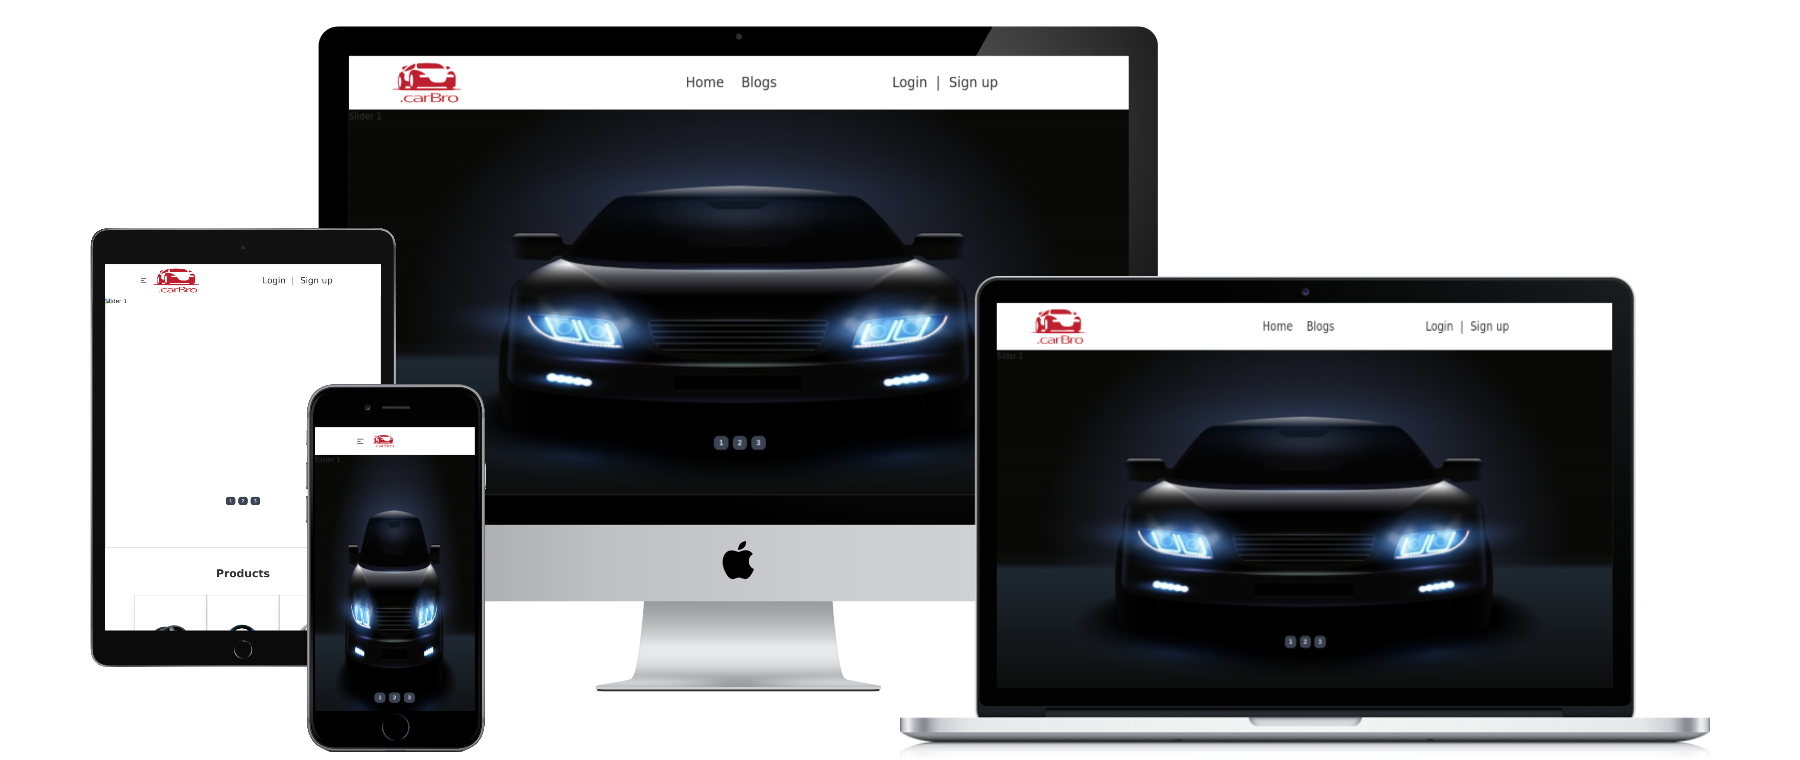 .carBro
Home Blogs Login | Sign up
Slider 1
1 2 3
.carBro
Login | Sign up
Slider 1
1 2 3
Products
.carBro
Slider 1
1 2 3
.carBro
Home Blogs Login | Sign up
Slider 1
1 2 3